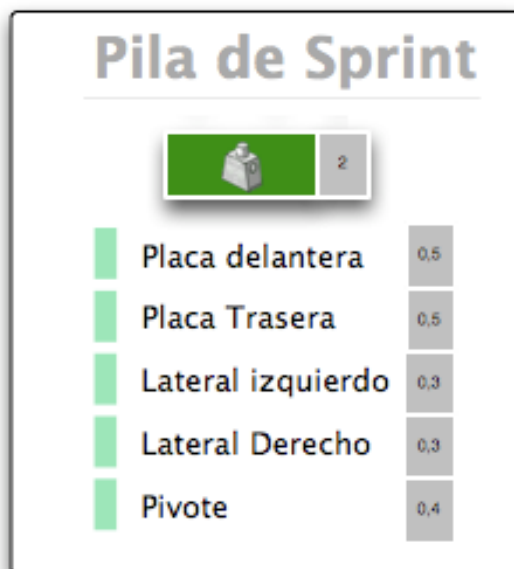 Pila de Sprint
2
Placa delantera 0,5
Placa Trasera 0,5
Lateral izquierdo 0,3
Lateral Derecho 0,3
Pivote 0,4